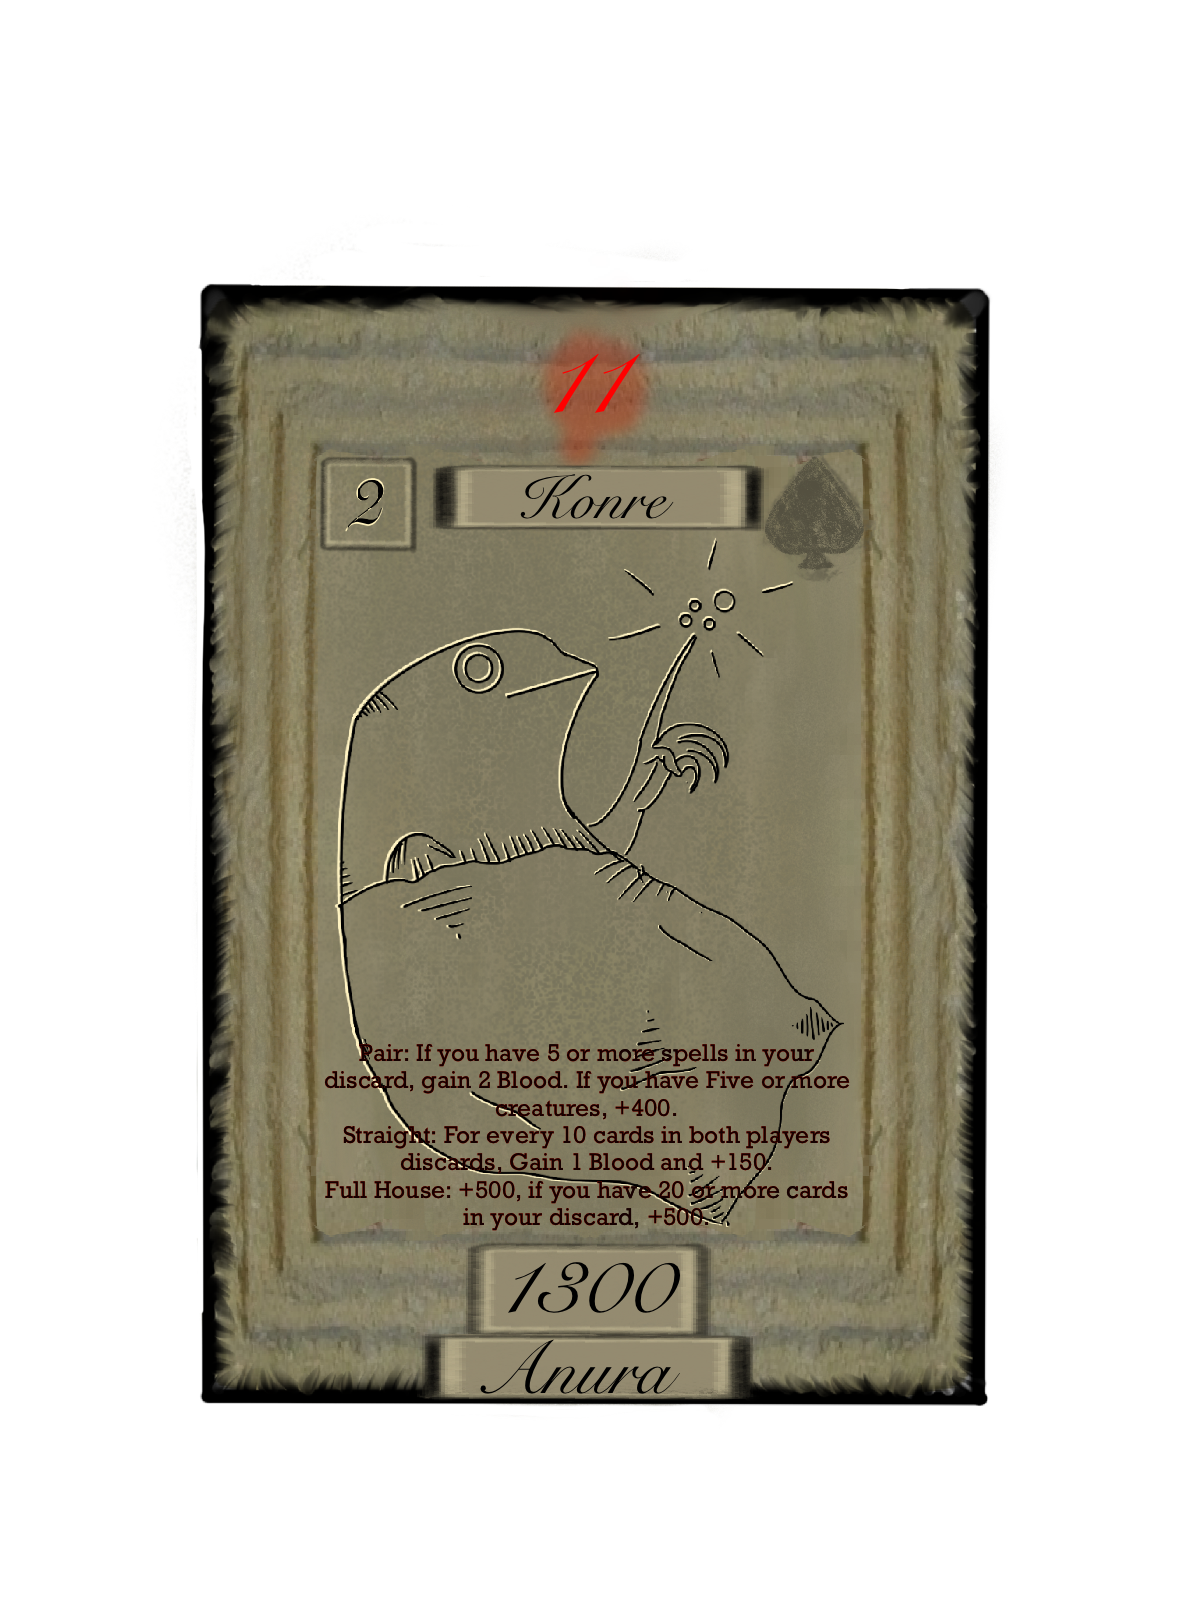 11
2
Konre
Pair: If you have 5 or more spells in your
discard, gain 2 Blood. If you have Five or more
creatures, +400.
Straight: For every 10 cards in both players
discards, Gain 1 Blood and +150.
Full House: +500, if you have 20 or more cards
in your discard, +500.
1300
Anura